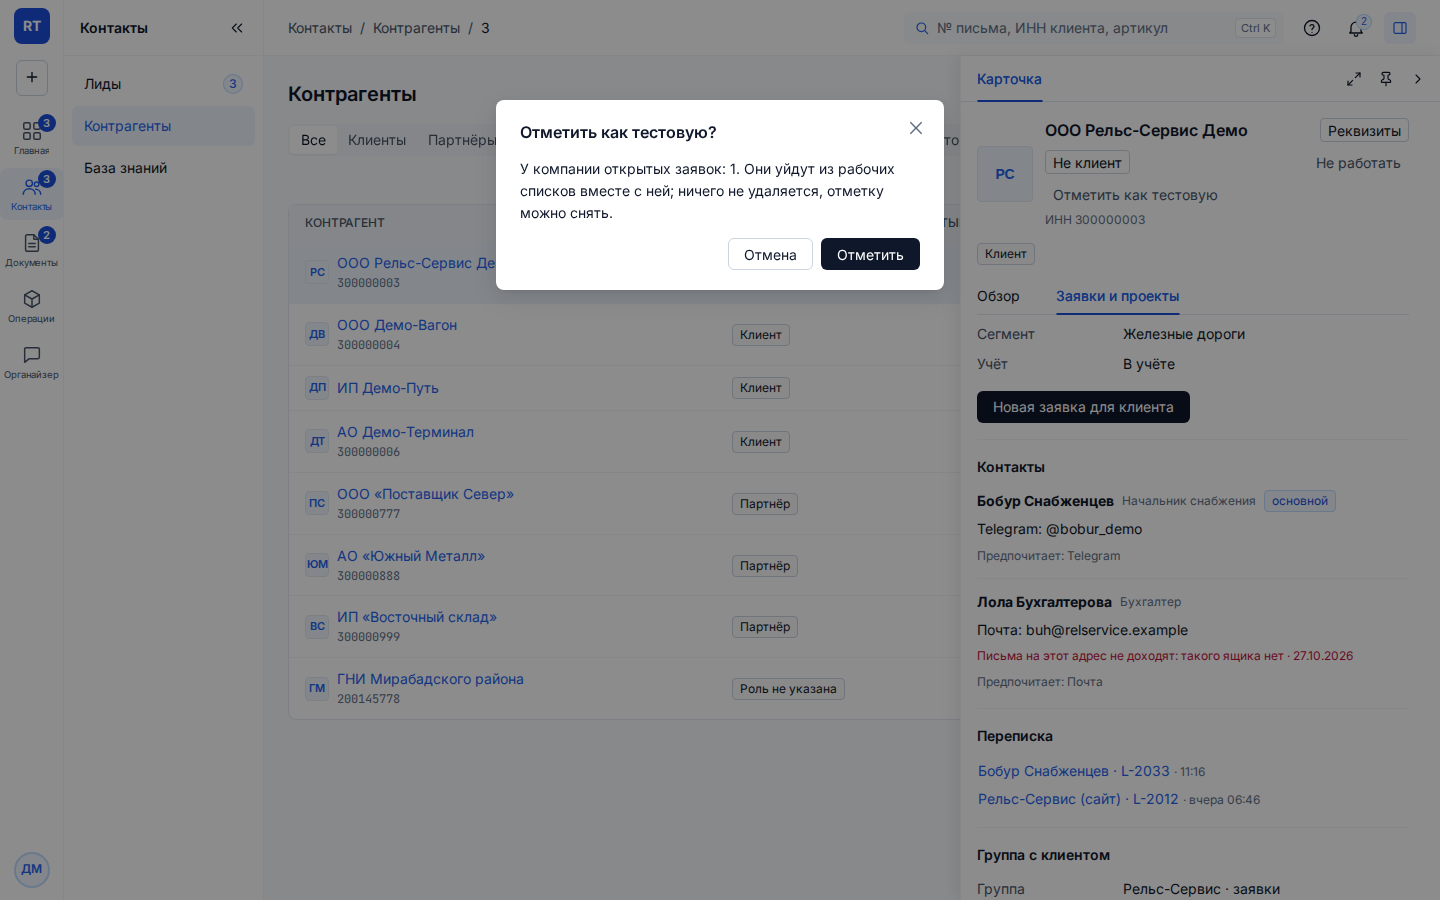 RT
Контакты
Контакты / Контрагенты / 3
№ письма, ИНН клиента, артикул
Ctrl K
2
3
Главная
3
Контакты
2
Документы
Операции
Органайзер
ДМ
Лиды
3
Контрагенты
База знаний
Контрагенты
Все
Клиенты
Партнёры
КОНТРАГЕНТ
РС
ООО Рельс-Сервис Де
300000003
ДВ
ООО Демо-Вагон
300000004
Клиент
ДП
ИП Демо-Путь
Клиент
ДТ
АО Демо-Терминал
300000006
Клиент
ПС
ООО «Поставщик Север»
300000777
Партнёр
ЮМ
АО «Южный Металл»
300000888
Партнёр
ВС
ИП «Восточный склад»
300000999
Партнёр
ГМ
ГНИ Мирабадского района
200145778
Роль не указана
Отметить как тестовую?
У компании открытых заявок: 1. Они уйдут из рабочих
списков вместе с ней; ничего не удаляется, отметку
можно снять.
Отмена
Отметить
Карточка
РС
ООО Рельс-Сервис Демо
Реквизиты
Не клиент
Не работать
Отметить как тестовую
ИНН 300000003
Клиент
Обзор
Заявки и проекты
Сегмент
Железные дороги
Учёт
В учёте
Новая заявка для клиента
Контакты
Бобур Снабженцев Начальник снабжения основной
Telegram: @bobur_demo
Предпочитает: Telegram
Лола Бухгалтерова Бухгалтер
Почта: buh@relservice.example
Письма на этот адрес не доходят: такого ящика нет · 27.10.2026
Предпочитает: Почта
Переписка
Бобур Снабженцев · L-2033 · 11:16
Рельс-Сервис (сайт) · L-2012 · вчера 06:46
Группа с клиентом
Группа
Рельс-Сервис · заявки